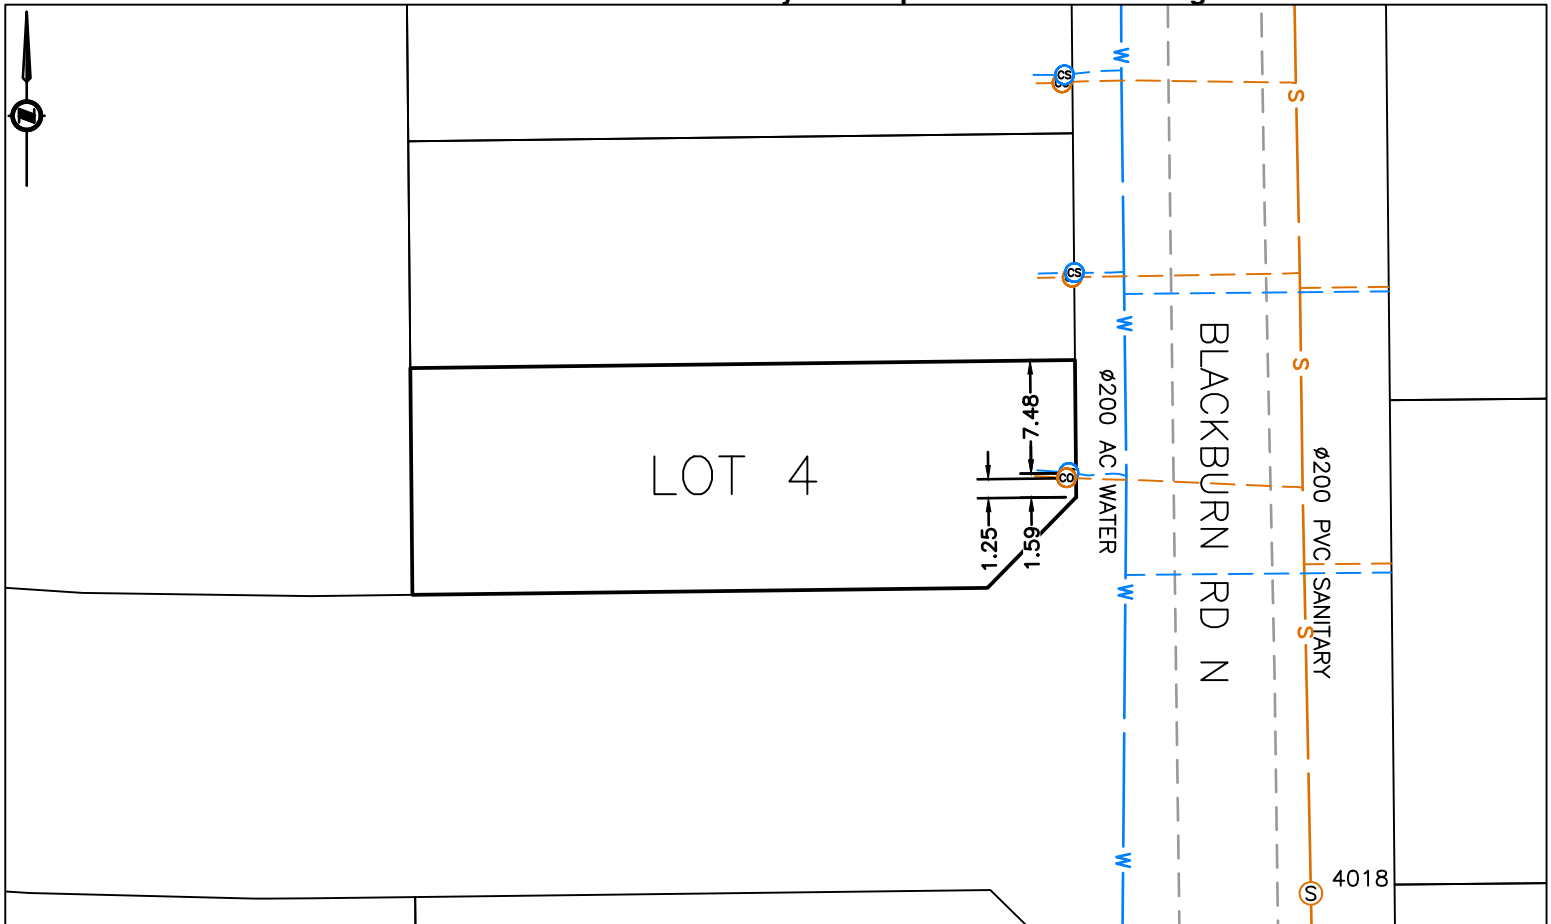 CS
CS
BLACKBURN RD N
Ø200 AC WATER
Ø200 PVC SANITARY
LOT 4
7.48
CO
1.25
1.59
W
W
W
W
S
S
S
S
4018